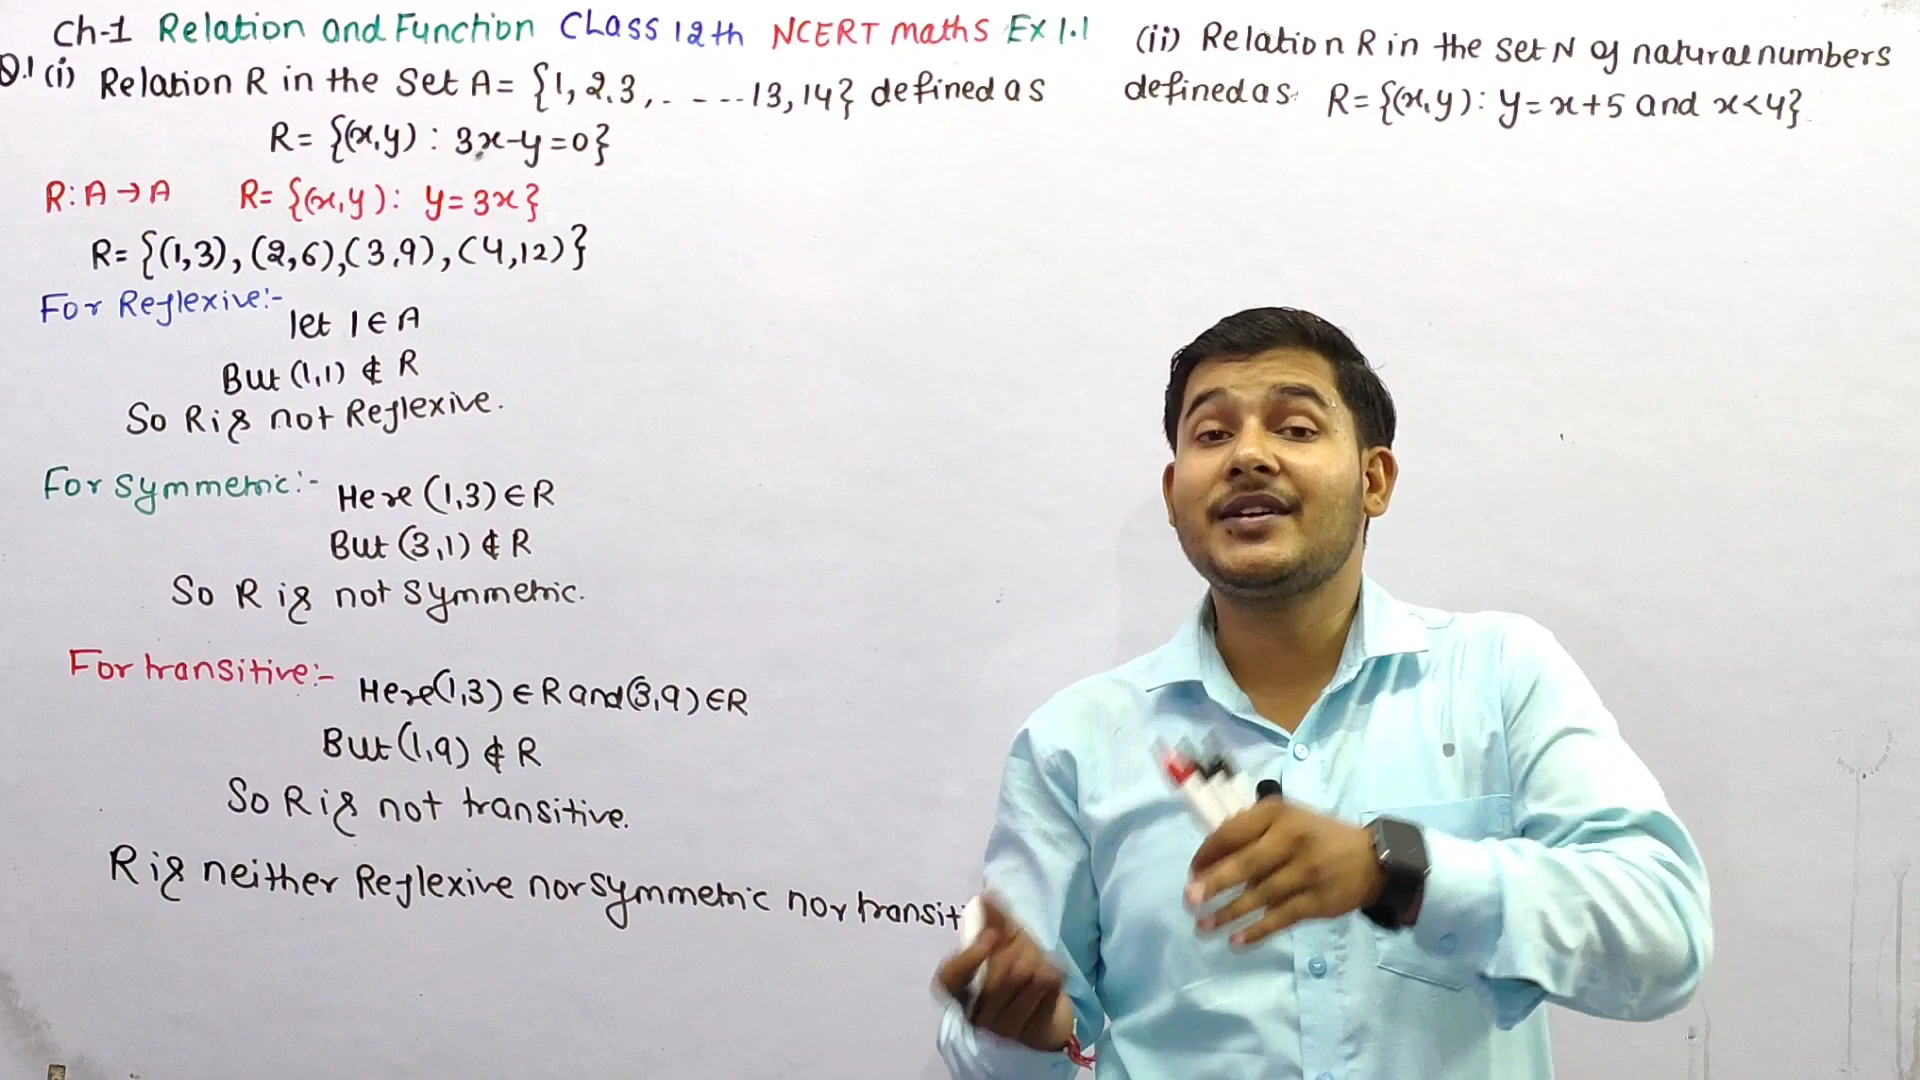 Ch-1 Relation and Function Class 12th NCERT maths Ex 1.1
Q.1 (i) Relation R in the Set A = {1, 2, 3, . - - - - 13, 14} defined as
R = {(x,y) : 3x-y=0}
R: A → A R = {(x,y) : y = 3x}
R = {(1,3), (2,6), (3,9), (4,12)}
For Reflexive:-
let 1 ∈ A
But (1,1) ∉ R
So R is not Reflexive.
For symmetric:- Here (1,3) ∈ R
But (3,1) ∉ R
So R is not symmetric.
For transitive:- Here (1,3) ∈ R and (3,9) ∈ R
But (1,9) ∉ R
So R is not transitive.
R is neither Reflexive nor symmetric nor transiti
(ii) Relation R in the set N of natural numbers
defined as R = {(x,y) : y = x+5 and x<4}